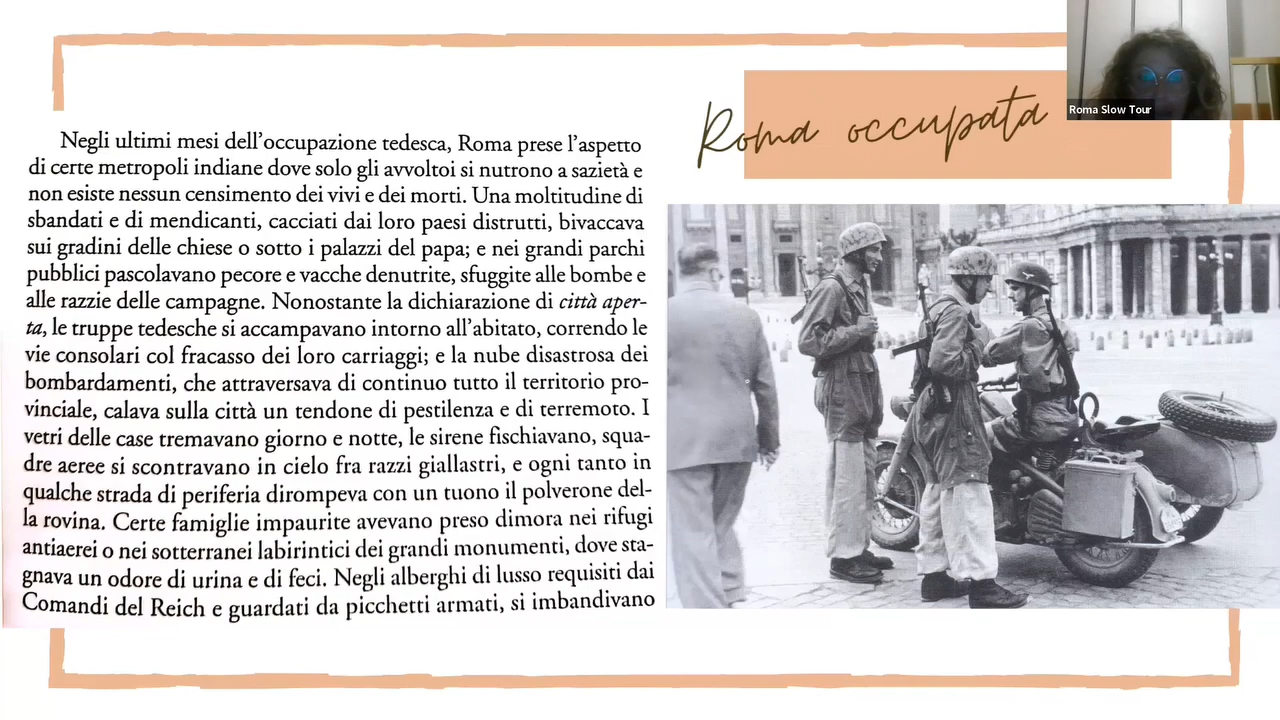 Roma Slow Tour
Roma occupata
Negli ultimi mesi dell'occupazione tedesca, Roma prese l'aspetto
di certe metropoli indiane dove solo gli avvoltoi si nutrono a sazietà e
non esiste nessun censimento dei vivi e dei morti. Una moltitudine di
sbandati e di mendicanti, cacciati dai loro paesi distrutti, bivaccava
sui gradini delle chiese o sotto i palazzi del papa; e nei grandi parchi
pubblici pascolavano pecore e vacche denutrite, sfuggite alle bombe e
alle razzie delle campagne. Nonostante la dichiarazione di città aper-
ta, le truppe tedesche si accampavano intorno all'abitato, correndo le
vie consolari col fracasso dei loro carriaggi; e la nube disastrosa dei
bombardamenti, che attraversava di continuo tutto il territorio pro-
vinciale, calava sulla città un tendone di pestilenza e di terremoto. I
vetri delle case tremavano giorno e notte, le sirene fischiavano, squa-
dre aeree si scontravano in cielo fra razzi giallastri, e ogni tanto in
qualche strada di periferia dirompeva con un tuono il polverone del-
la rovina. Certe famiglie impaurite avevano preso dimora nei rifugi
antiaerei o nei sotterranei labirintici dei grandi monumenti, dove sta-
gnava un odore di urina e di feci. Negli alberghi di lusso requisiti dai
Comandi del Reich e guardati da picchetti armati, si imbandivano